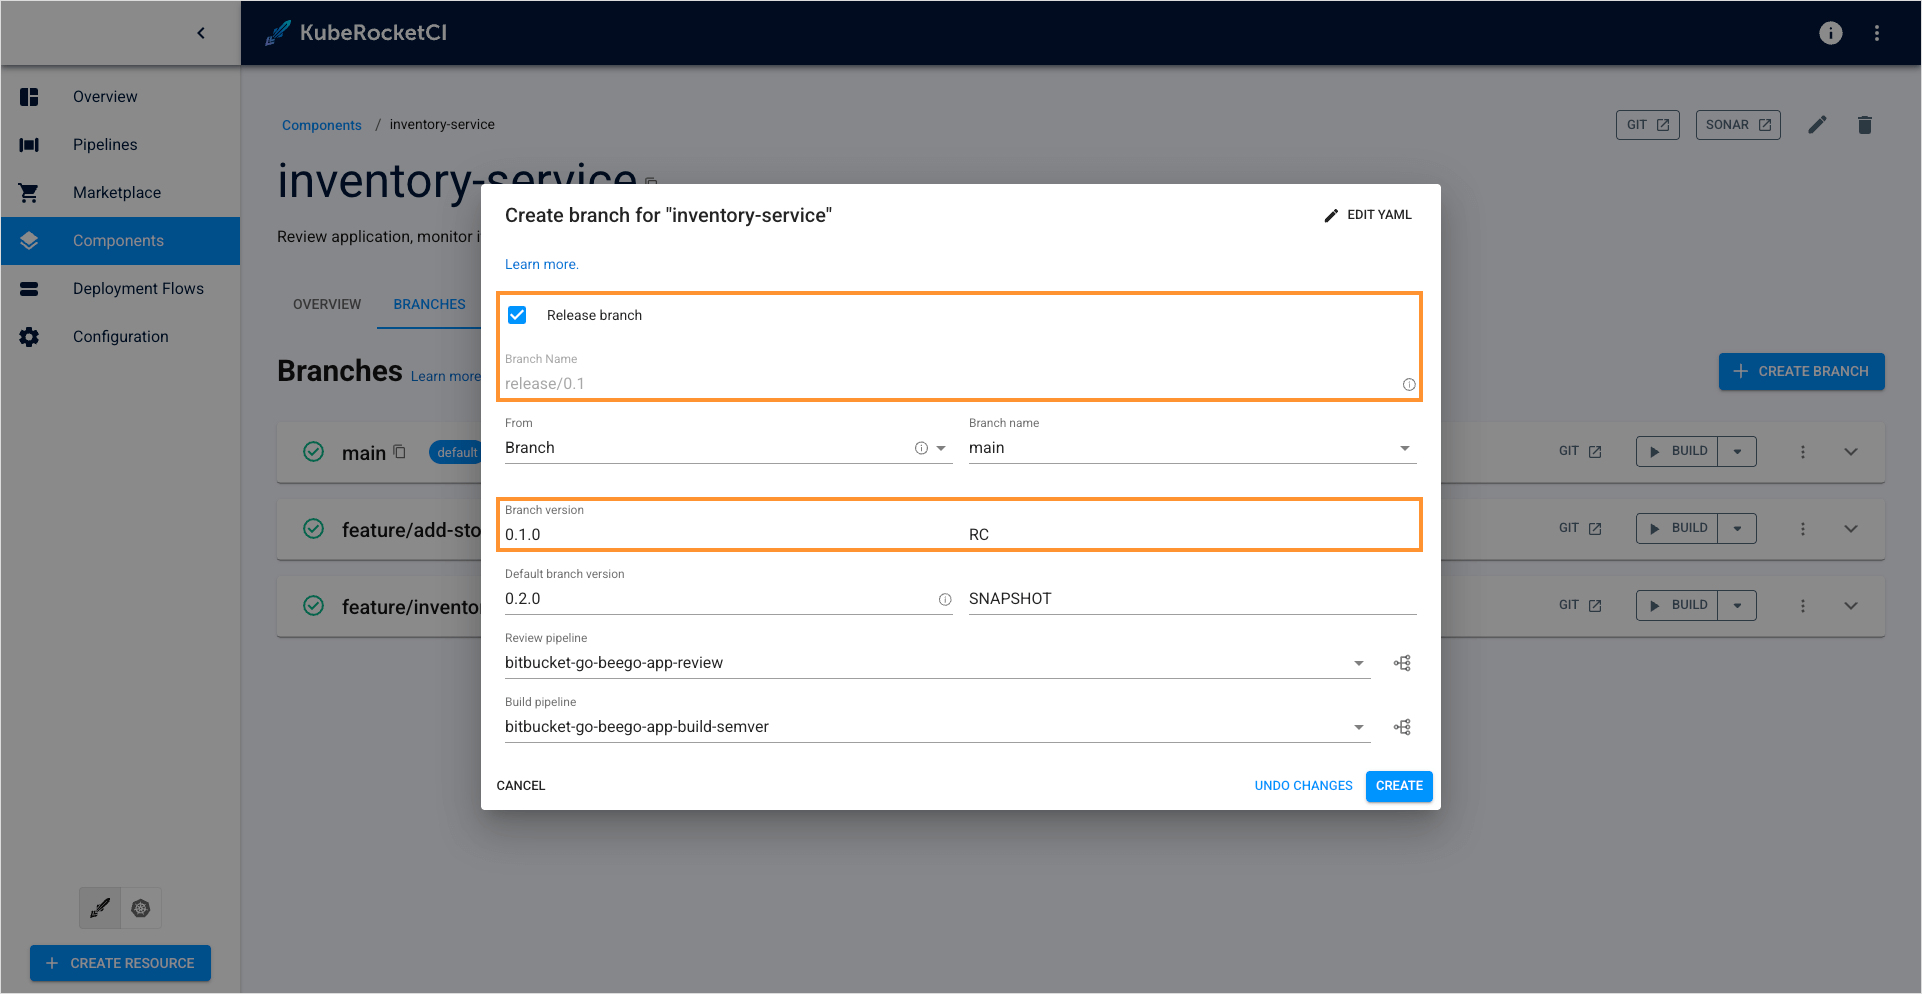 KubeRocketCI
Overview
Pipelines
Marketplace
Components
Deployment Flows
Configuration
CREATE RESOURCE
Components / inventory-service
GIT
SONAR
inventory-service
Review application, monitor
OVERVIEW
BRANCHES
Branches
Learn more
CREATE BRANCH
main
default
GIT
BUILD
feature/add-sto
GIT
BUILD
feature/invento
GIT
BUILD
Create branch for "inventory-service"
EDIT YAML
Learn more.
Release branch
Branch Name
release/0.1
From
Branch
Branch name
main
Branch version
0.1.0
RC
Default branch version
0.2.0
SNAPSHOT
Review pipeline
bitbucket-go-beego-app-review
Build pipeline
bitbucket-go-beego-app-build-semver
CANCEL
UNDO CHANGES
CREATE